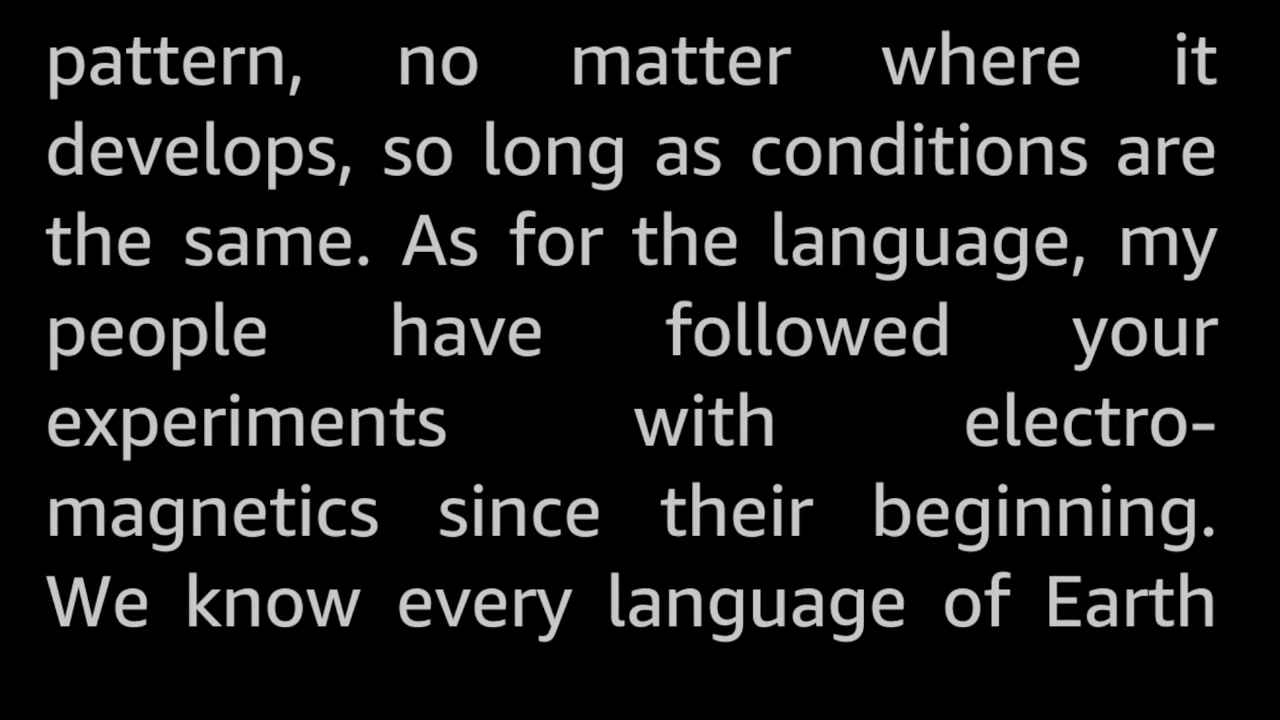 pattern, no matter where it
develops, so long as conditions are
the same. As for the language, my
people have followed your
experiments with electro-
magnetics since their beginning.
We know every language of Earth